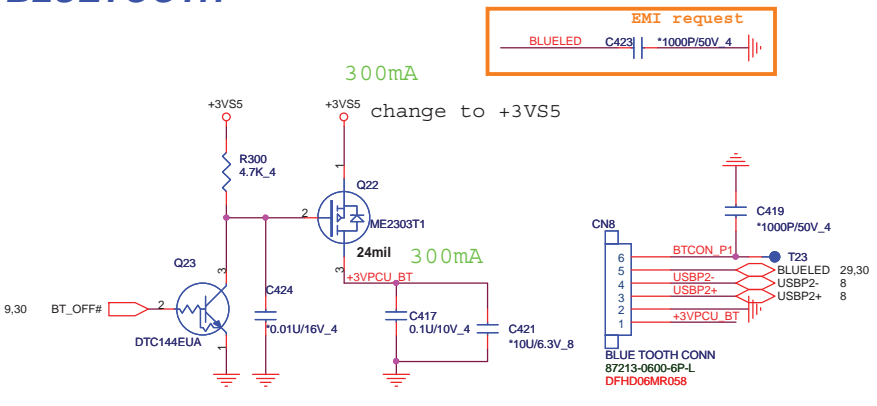 BLUETOOTH
EMI request
BLUELED C423 *1000P/50V_4
300mA
+3VS5 +3VS5
change to +3VS5
R300
4.7K_4
1
Q22
2
ME2303T1
24mil
300mA
3
+3VPCU_BT
Q23
3
C424
*0.01U/16V_4
9,30 BT_OFF# 2
DTC144EUA
1
C417
0.1U/10V_4
C421
*10U/6.3V_8
C419
*1000P/50V_4
CN8
6 BTCON_P1 T23
5 BLUELED 29,30
4 USBP2- USBP2- 8
3 USBP2+ USBP2+ 8
2
1 +3VPCU_BT
BLUE TOOTH CONN
87213-0600-6P-L
DFHD06MR058